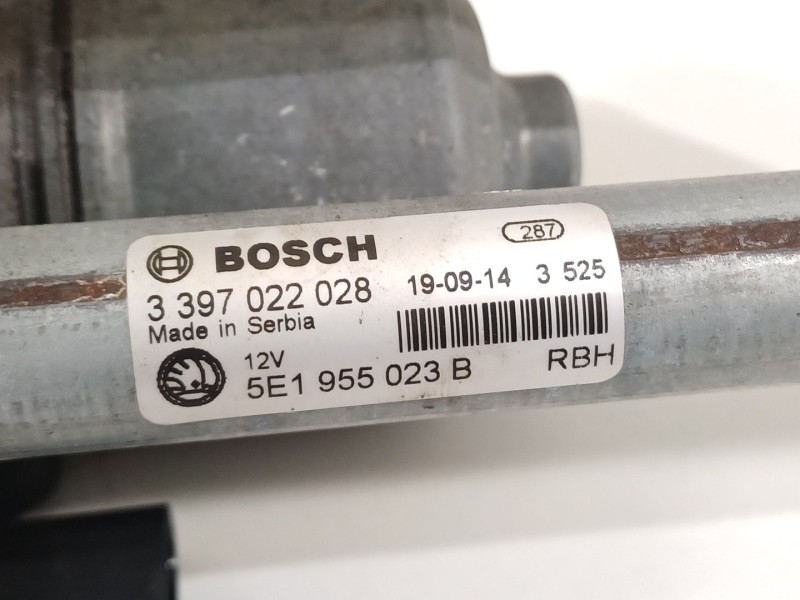 BOSCH
287
3 397 022 028
19-09-14 3 525
Made in Serbia
12V
5E1 955 023 B
RBH